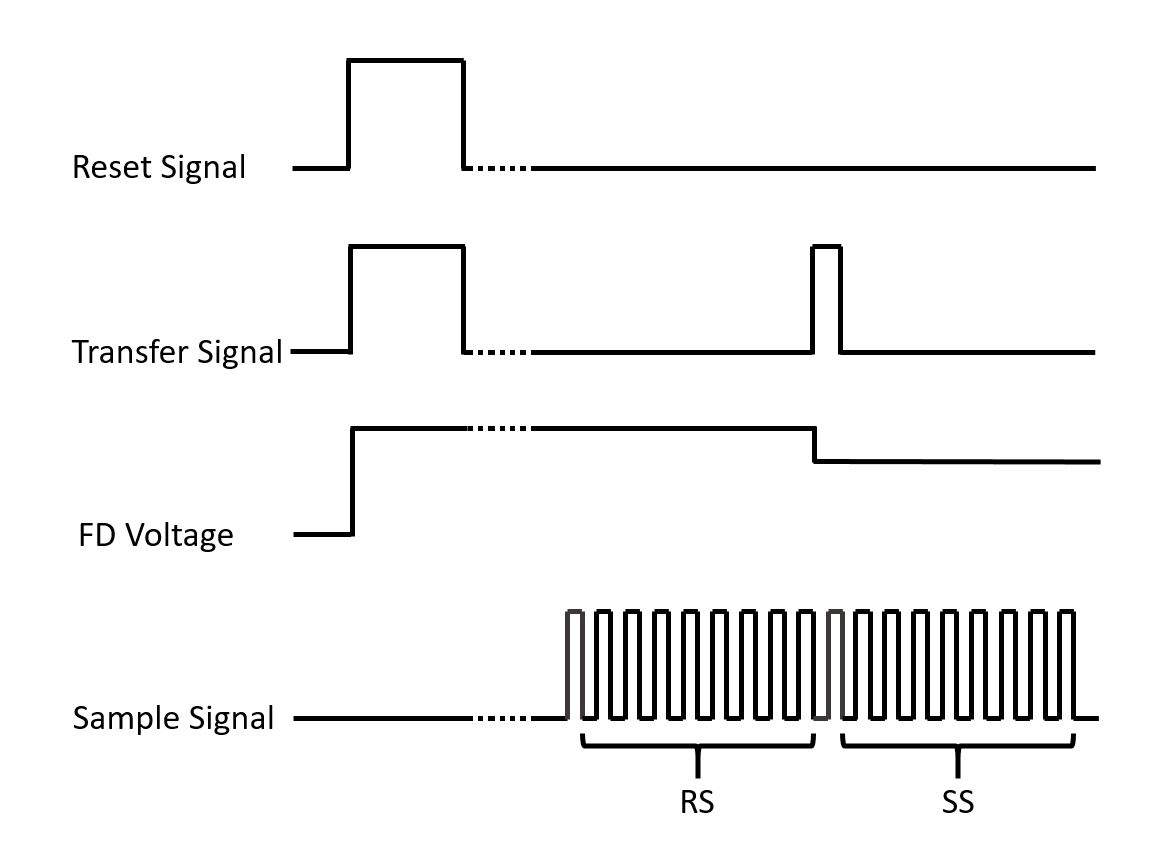 Reset Signal
Transfer Signal
FD Voltage
Sample Signal
RS
SS